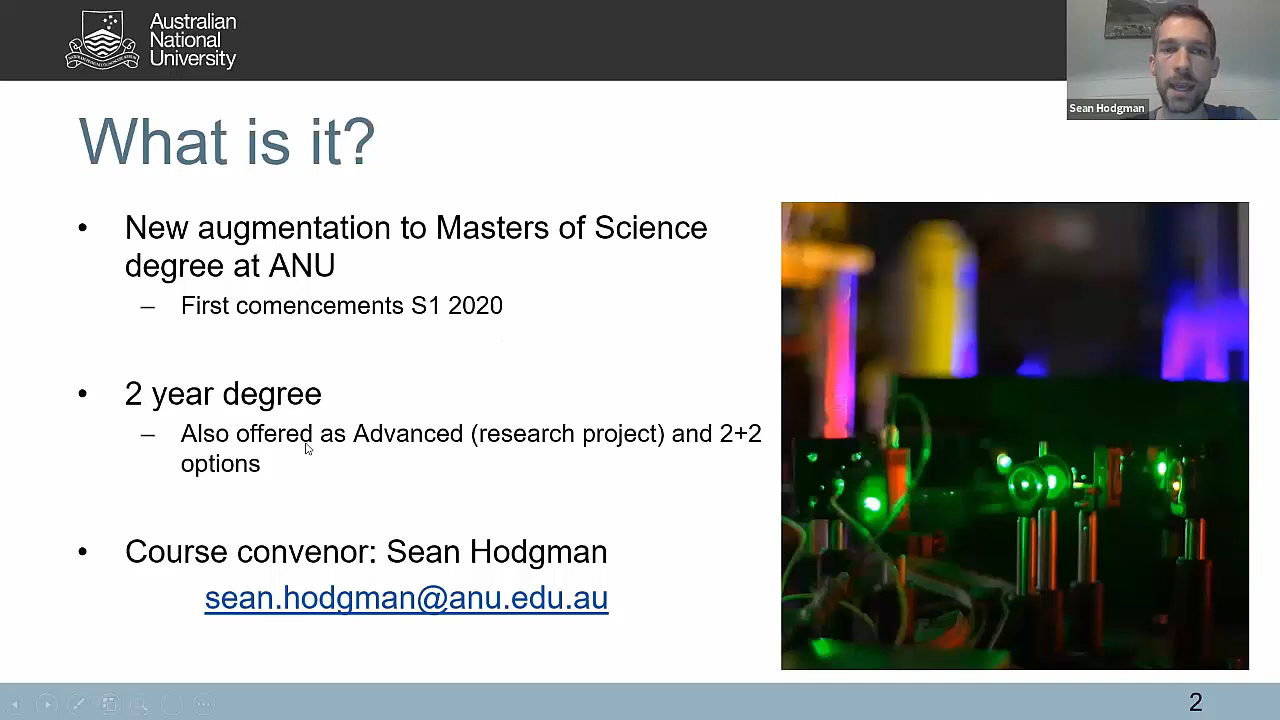 Australian
National
University
Sean Hodgman
What is it?
• New augmentation to Masters of Science
degree at ANU
– First comencements S1 2020
• 2 year degree
– Also offered as Advanced (research project) and 2+2
options
• Course convenor: Sean Hodgman
sean.hodgman@anu.edu.au
2